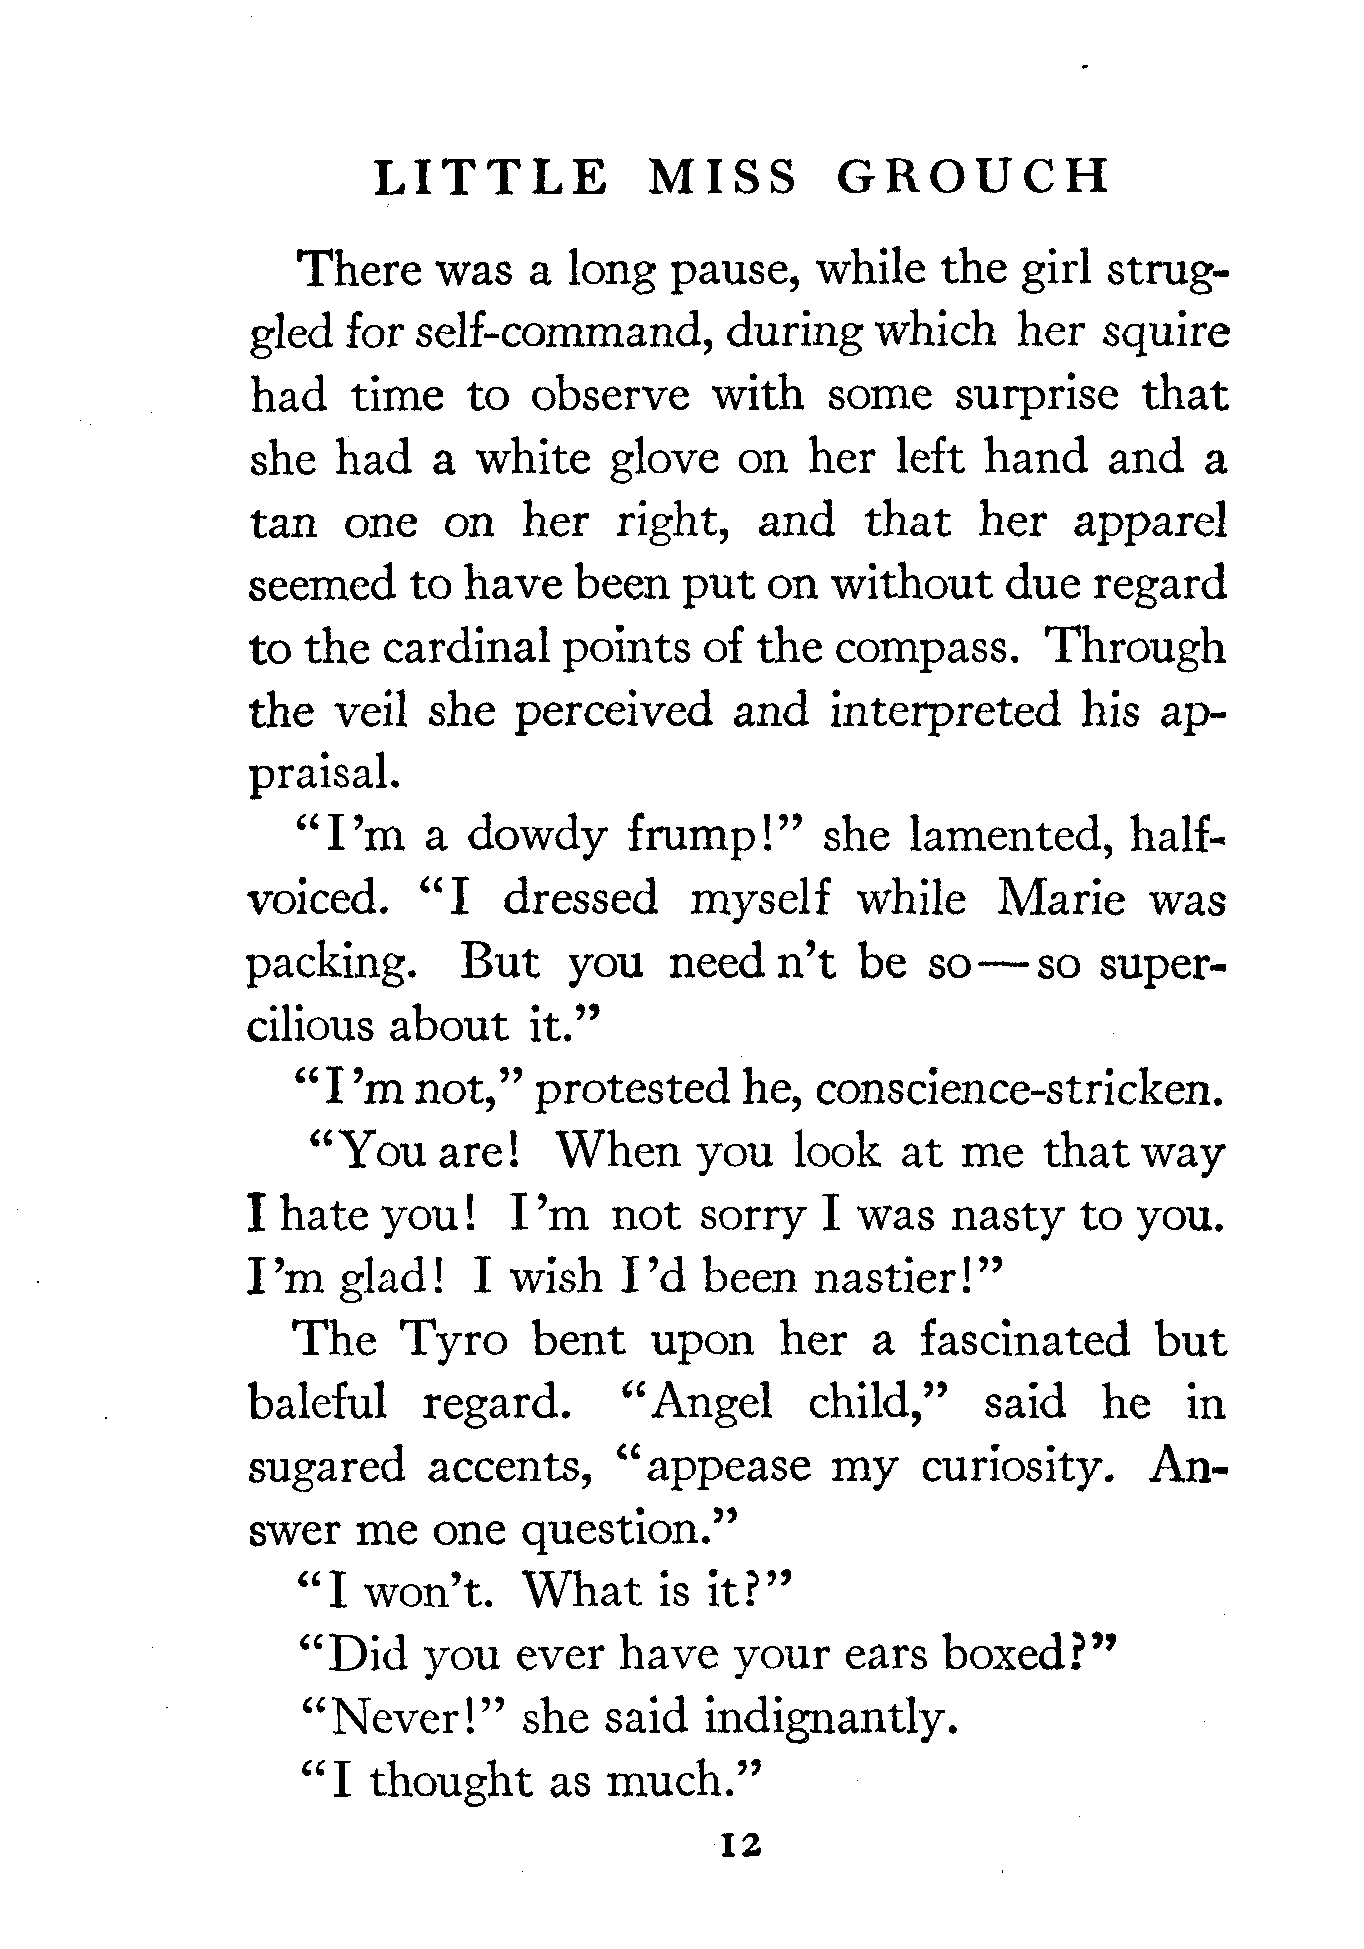 LITTLE MISS GROUCH
There was a long pause, while the girl strug-
gled for self-command, during which her squire
had time to observe with some surprise that
she had a white glove on her left hand and a
tan one on her right, and that her apparel
seemed to have been put on without due regard
to the cardinal points of the compass. Through
the veil she perceived and interpreted his ap-
praisal.
“I’m a dowdy frump!” she lamented, half-
voiced. “I dressed myself while Marie was
packing. But you need n’t be so—so super-
cilious about it.”
“I’m not,” protested he, conscience-stricken.
“You are! When you look at me that way
I hate you! I’m not sorry I was nasty to you.
I’m glad! I wish I’d been nastier!”
The Tyro bent upon her a fascinated but
baleful regard. “Angel child,” said he in
sugared accents, “appease my curiosity. An-
swer me one question.”
“I won’t. What is it?”
“Did you ever have your ears boxed?”
“Never!” she said indignantly.
“I thought as much.”
12